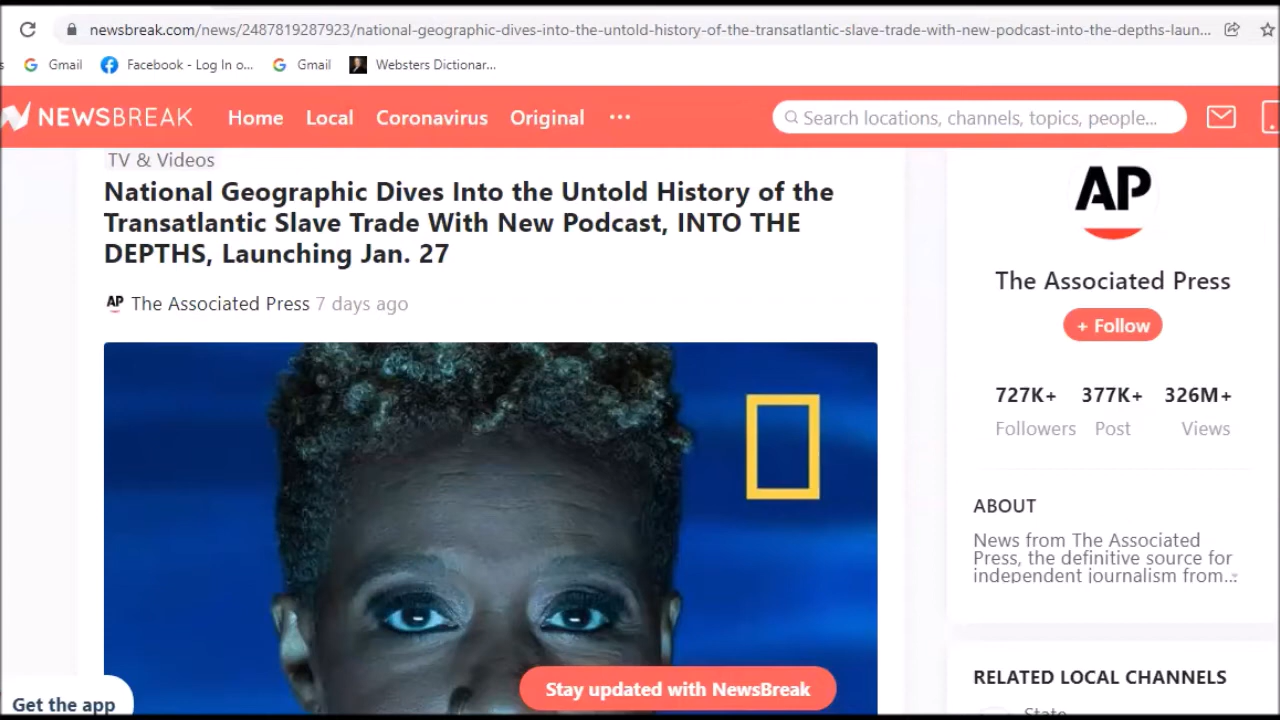 newsbreak.com/news/2487819287923/national-geographic-dives-into-the-untold-history-of-the-transatlantic-slave-trade-with-new-podcast-into-the-depths-laun...
s Gmail Facebook - Log In o... Gmail Websters Dictionar...
NEWSBREAK Home Local Coronavirus Original ... Search locations, channels, topics, people...
TV & Videos
National Geographic Dives Into the Untold History of the
Transatlantic Slave Trade With New Podcast, INTO THE
DEPTHS, Launching Jan. 27
AP The Associated Press 7 days ago
AP
The Associated Press
+ Follow
727K+ 377K+ 326M+
Followers Post Views
ABOUT
News from The Associated
Press, the definitive source for
independent journalism from...
RELATED LOCAL CHANNELS
State
Stay updated with NewsBreak
Get the app